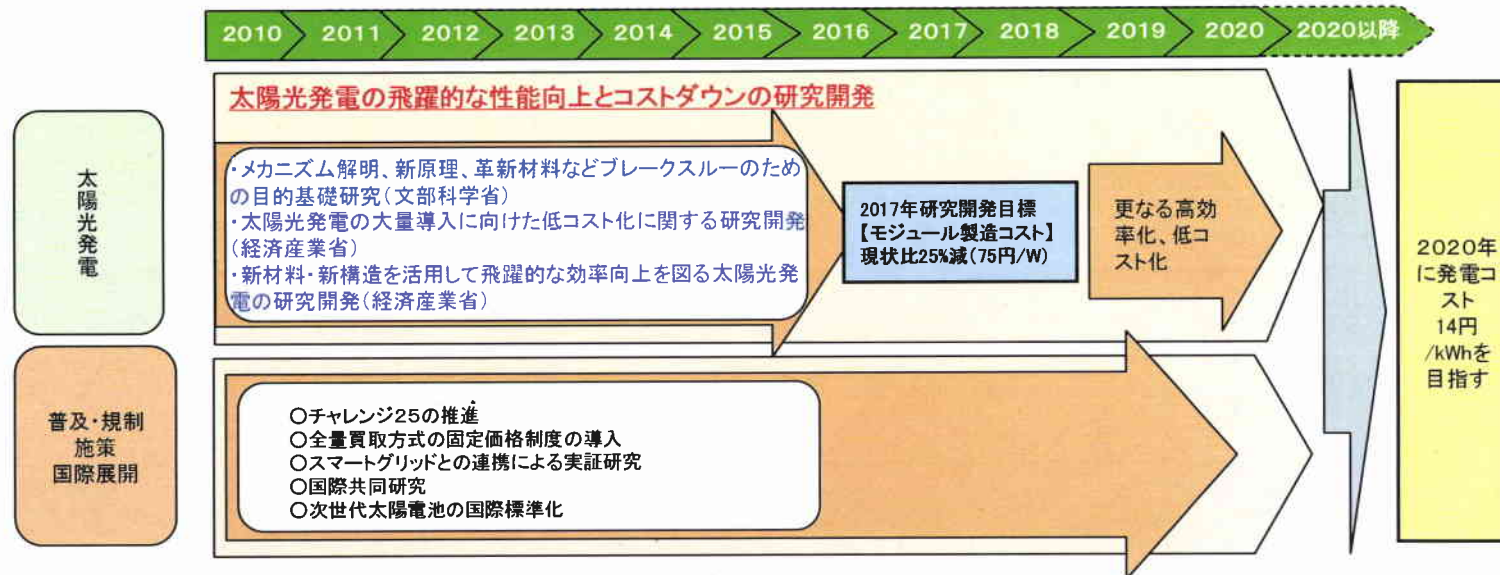 2010 2011 2012 2013 2014 2015 2016 2017 2018 2019 2020 2020以降
太陽光発電の飛躍的な性能向上とコストダウンの研究開発
太陽光発電
・メカニズム解明、新原理、革新材料などブレークスルーのため
の目的基礎研究(文部科学省)
・太陽光発電の大量導入に向けた低コスト化に関する研究開発
(経済産業省)
・新材料・新構造を活用して飛躍的な効率向上を図る太陽光発
電の研究開発(経済産業省)
2017年研究開発目標
【モジュール製造コスト】
現状比25%減(75円/W)
更なる高効
率化、低コ
スト化
2020年
に発電コ
スト
14円
/kWhを
目指す
普及・規制
施策
国際展開
○チャレンジ25の推進
○全量買取方式の固定価格制度の導入
○スマートグリッドとの連携による実証研究
○国際共同研究
○次世代太陽電池の国際標準化